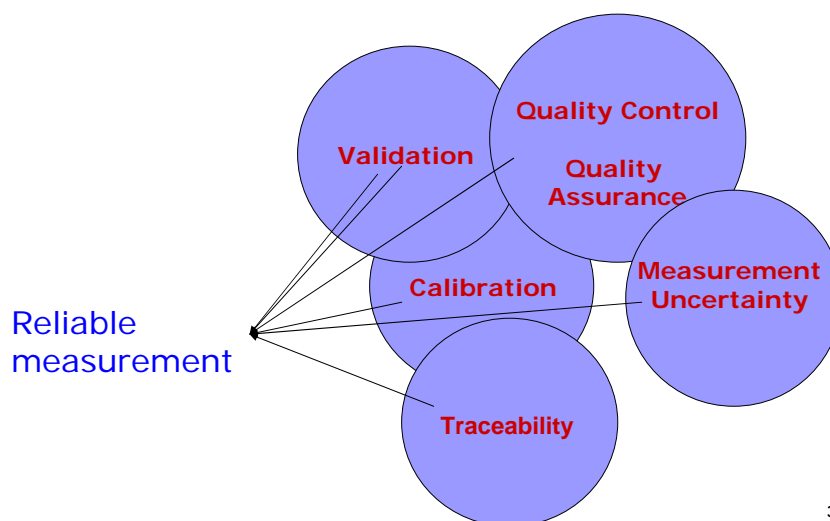 Quality Control
Validation
Quality
Assurance
Measurement
Uncertainty
Calibration
Reliable
measurement
Traceability